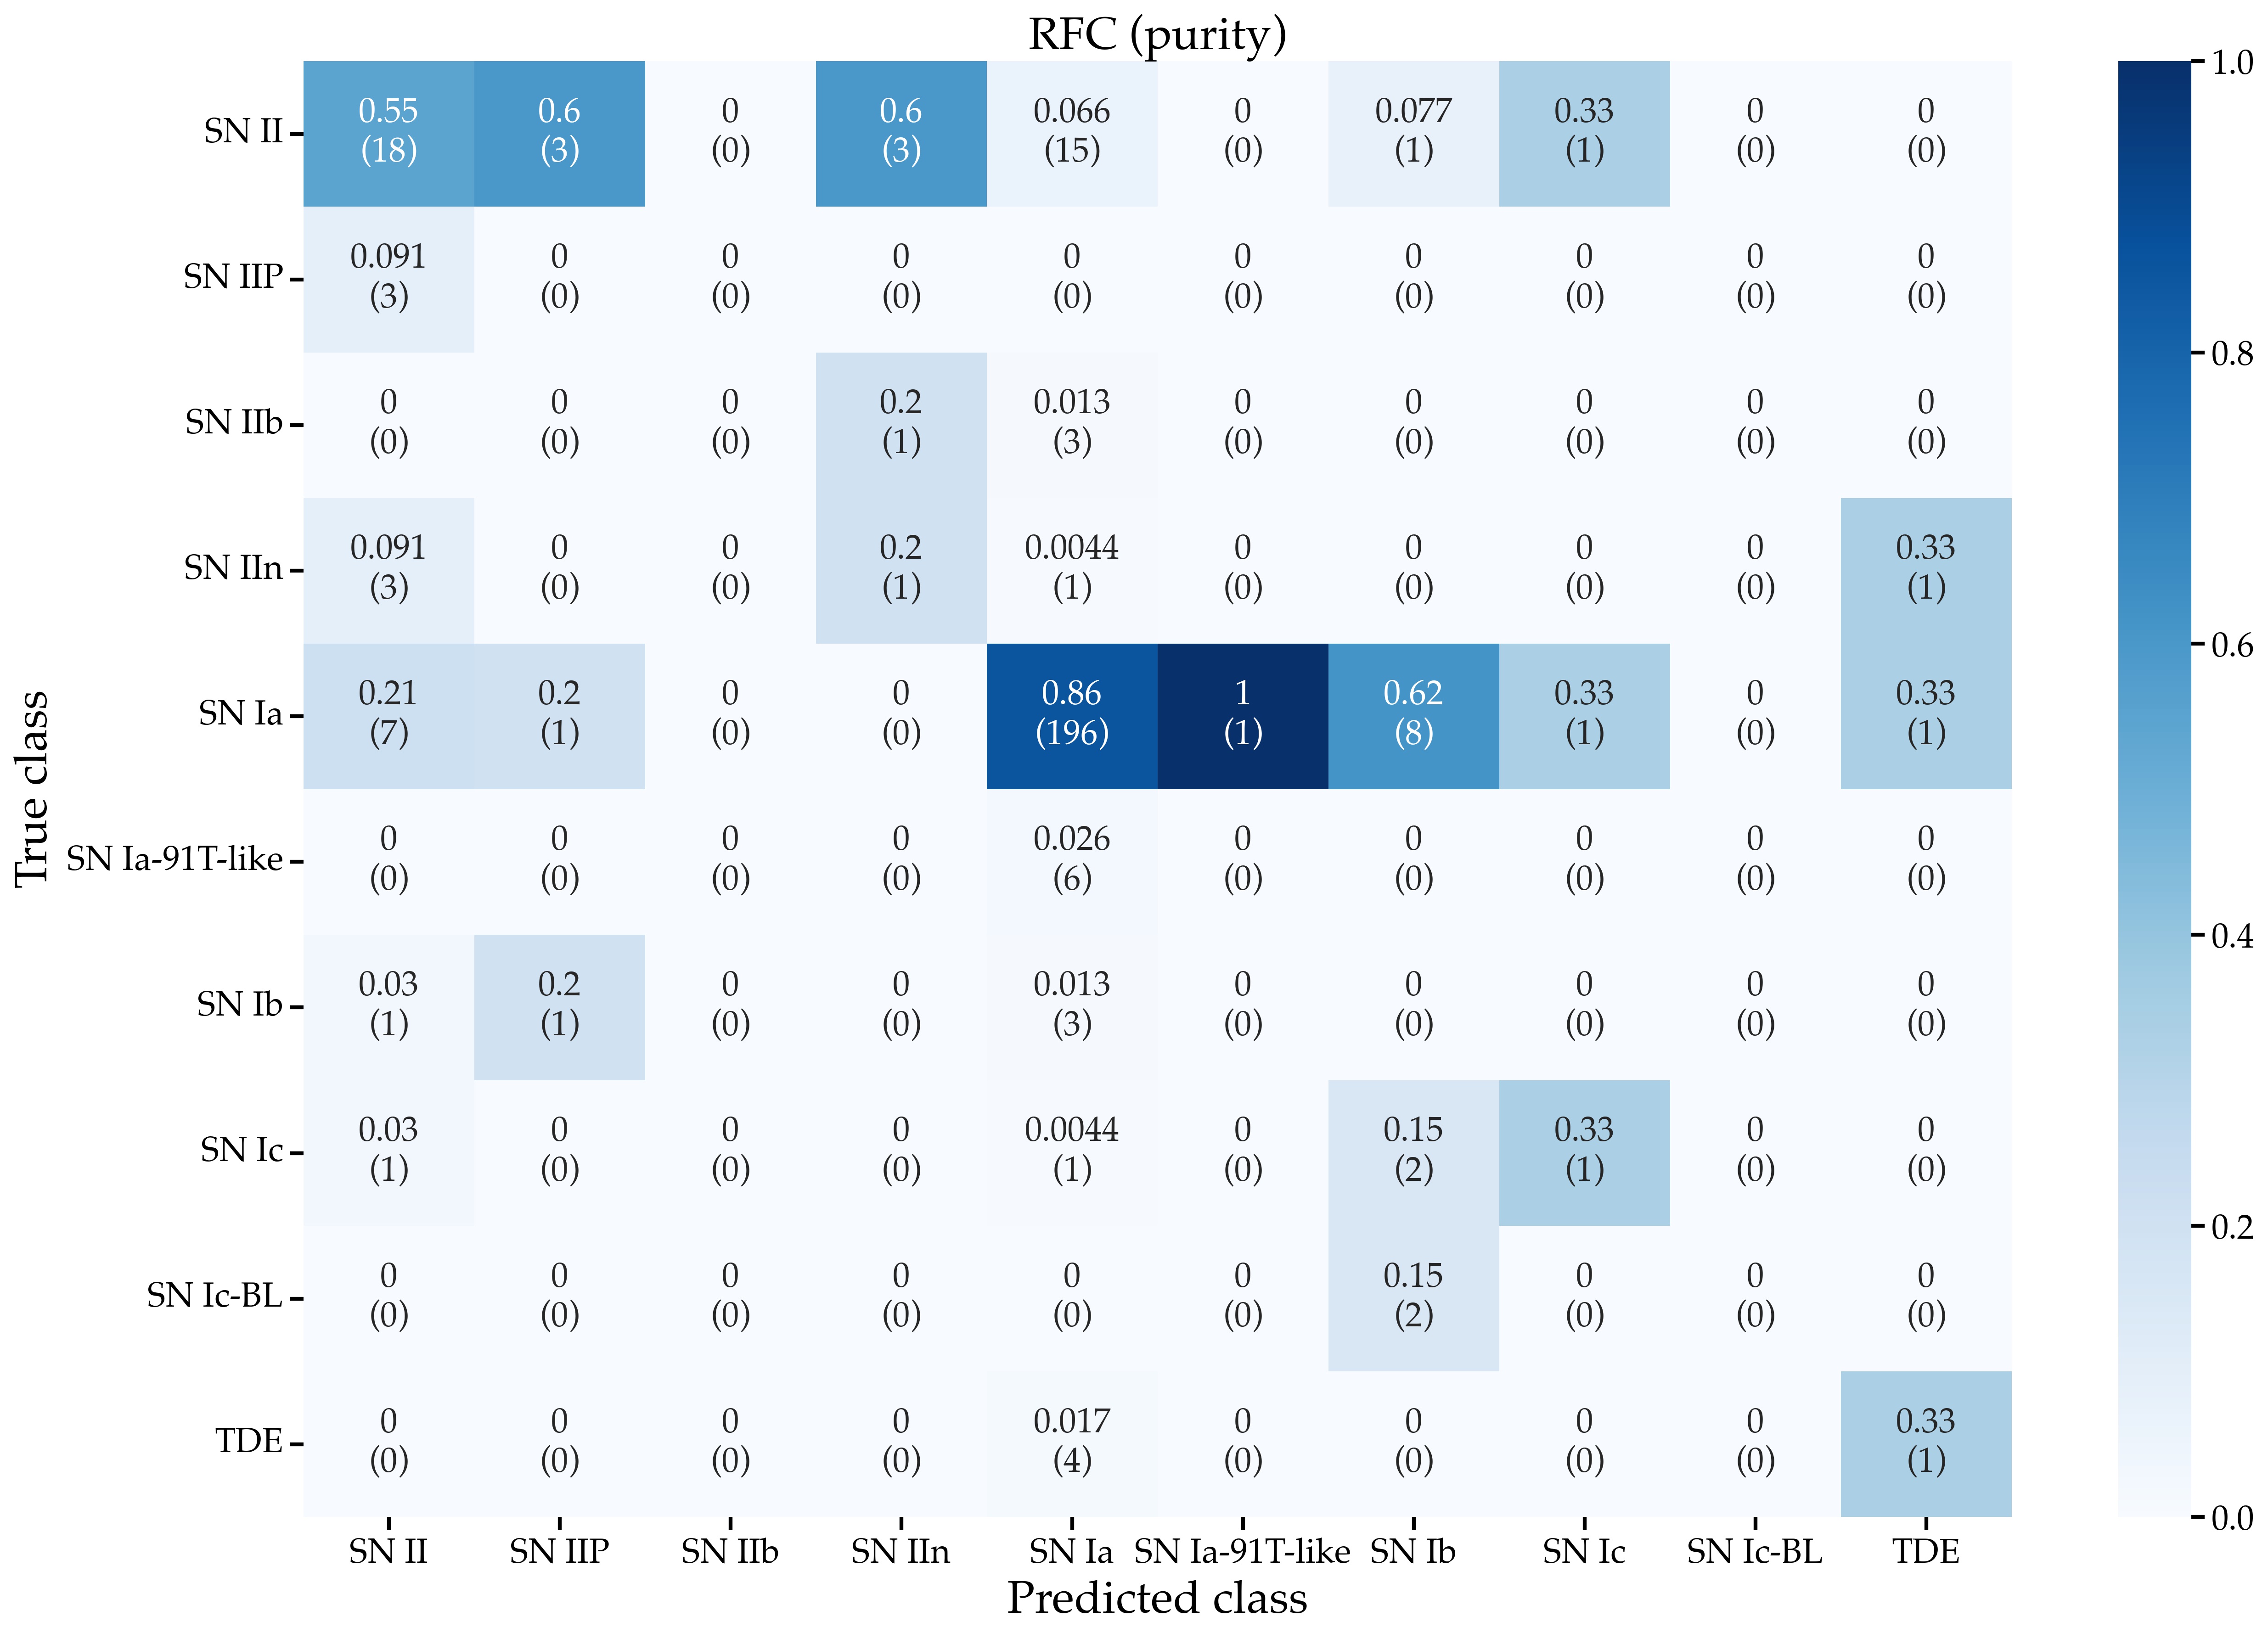 RFC (purity)
SN II
0.55 0.6 0 0.6 0.066 0 0.077 0.33 0 0
(18) (3) (0) (3) (15) (0) (1) (1) (0) (0)
SN IIP
0.091 0 0 0 0 0 0 0 0 0
(3) (0) (0) (0) (0) (0) (0) (0) (0) (0)
SN IIb
0 0 0 0.2 0.013 0 0 0 0 0
(0) (0) (0) (1) (3) (0) (0) (0) (0) (0)
SN IIn
0.091 0 0 0.2 0.0044 0 0 0 0 0.33
(3) (0) (0) (1) (1) (0) (0) (0) (0) (1)
SN Ia
0.21 0.2 0 0 0.86 1 0.62 0.33 0 0.33
(7) (1) (0) (0) (196) (1) (8) (1) (0) (1)
SN Ia-91T-like
0 0 0 0 0.026 0 0 0 0 0
(0) (0) (0) (0) (6) (0) (0) (0) (0) (0)
SN Ib
0.03 0.2 0 0 0.013 0 0 0 0 0
(1) (1) (0) (0) (3) (0) (0) (0) (0) (0)
SN Ic
0.03 0 0 0 0.0044 0 0.15 0.33 0 0
(1) (0) (0) (0) (1) (0) (2) (1) (0) (0)
SN Ic-BL
0 0 0 0 0 0 0.15 0 0 0
(0) (0) (0) (0) (0) (0) (2) (0) (0) (0)
TDE
0 0 0 0 0.017 0 0 0 0 0.33
(0) (0) (0) (0) (4) (0) (0) (0) (0) (1)
True class
SN II SN IIP SN IIb SN IIn SN Ia SN Ia-91T-like SN Ib SN Ic SN Ic-BL TDE
Predicted class
1.0
0.8
0.6
0.4
0.2
0.0